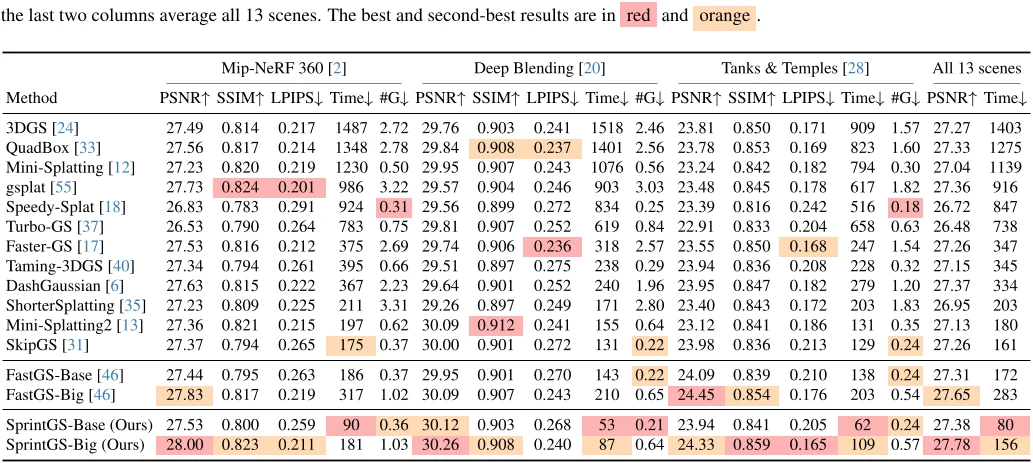 the last two columns average all 13 scenes. The best and second-best results are in red and orange .
Mip-NeRF 360 [2] Deep Blending [20] Tanks & Temples [28] All 13 scenes
Method PSNR↑ SSIM↑ LPIPS↓ Time↓ #G↓ PSNR↑ SSIM↑ LPIPS↓ Time↓ #G↓ PSNR↑ SSIM↑ LPIPS↓ Time↓ #G↓ PSNR↑ Time↓
3DGS [24] 27.49 0.814 0.217 1487 2.72 29.76 0.903 0.241 1518 2.46 23.81 0.850 0.171 909 1.57 27.27 1403
QuadBox [33] 27.56 0.817 0.214 1348 2.78 29.84 0.908 0.237 1401 2.56 23.78 0.853 0.169 823 1.60 27.33 1275
Mini-Splatting [12] 27.23 0.820 0.219 1230 0.50 29.95 0.907 0.243 1076 0.56 23.24 0.842 0.182 794 0.30 27.04 1139
gsplat [55] 27.73 0.824 0.201 986 3.22 29.57 0.904 0.246 903 3.03 23.48 0.845 0.178 617 1.82 27.36 916
Speedy-Splat [18] 26.83 0.783 0.291 924 0.31 29.56 0.899 0.272 834 0.25 23.39 0.816 0.242 516 0.18 26.72 847
Turbo-GS [37] 26.53 0.790 0.264 783 0.75 29.81 0.907 0.252 619 0.84 22.91 0.833 0.204 658 0.63 26.48 738
Faster-GS [17] 27.53 0.816 0.212 375 2.69 29.74 0.906 0.236 318 2.57 23.55 0.850 0.168 247 1.54 27.26 347
Taming-3DGS [40] 27.34 0.794 0.261 395 0.66 29.51 0.897 0.275 238 0.29 23.94 0.836 0.208 228 0.32 27.15 345
DashGaussian [6] 27.63 0.815 0.222 367 2.23 29.64 0.901 0.252 240 1.96 23.95 0.847 0.182 279 1.20 27.37 334
ShorterSplatting [35] 27.23 0.809 0.225 211 3.31 29.26 0.897 0.249 171 2.80 23.40 0.843 0.172 203 1.83 26.95 203
Mini-Splatting2 [13] 27.36 0.821 0.215 197 0.62 30.09 0.912 0.241 155 0.64 23.12 0.841 0.186 131 0.35 27.13 180
SkipGS [31] 27.37 0.794 0.265 175 0.37 30.00 0.901 0.272 131 0.22 23.98 0.836 0.213 129 0.24 27.26 161
FastGS-Base [46] 27.44 0.795 0.263 186 0.37 29.95 0.901 0.270 143 0.22 24.09 0.839 0.210 138 0.24 27.31 172
FastGS-Big [46] 27.83 0.817 0.219 317 1.02 30.09 0.907 0.243 210 0.65 24.45 0.854 0.176 203 0.54 27.65 283
SprintGS-Base (Ours) 27.53 0.800 0.259 90 0.36 30.12 0.903 0.268 53 0.21 23.94 0.841 0.205 62 0.24 27.38 80
SprintGS-Big (Ours) 28.00 0.823 0.211 181 1.03 30.26 0.908 0.240 87 0.64 24.33 0.859 0.165 109 0.57 27.78 156